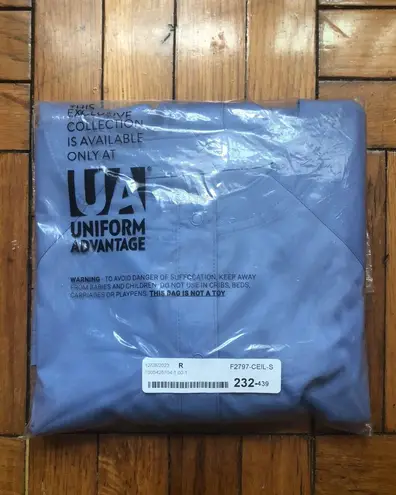 THIS
EXCLUSIVE
COLLECTION
IS AVAILABLE
ONLY AT
UA®
UNIFORM
ADVANTAGE
WARNING - TO AVOID DANGER OF SUFFOCATION, KEEP AWAY
FROM BABIES AND CHILDREN. DO NOT USE IN CRIBS, BEDS,
CARRIAGES OR PLAYPENS. THIS BAG IS NOT A TOY.
R F2797-CEIL-S
232-439